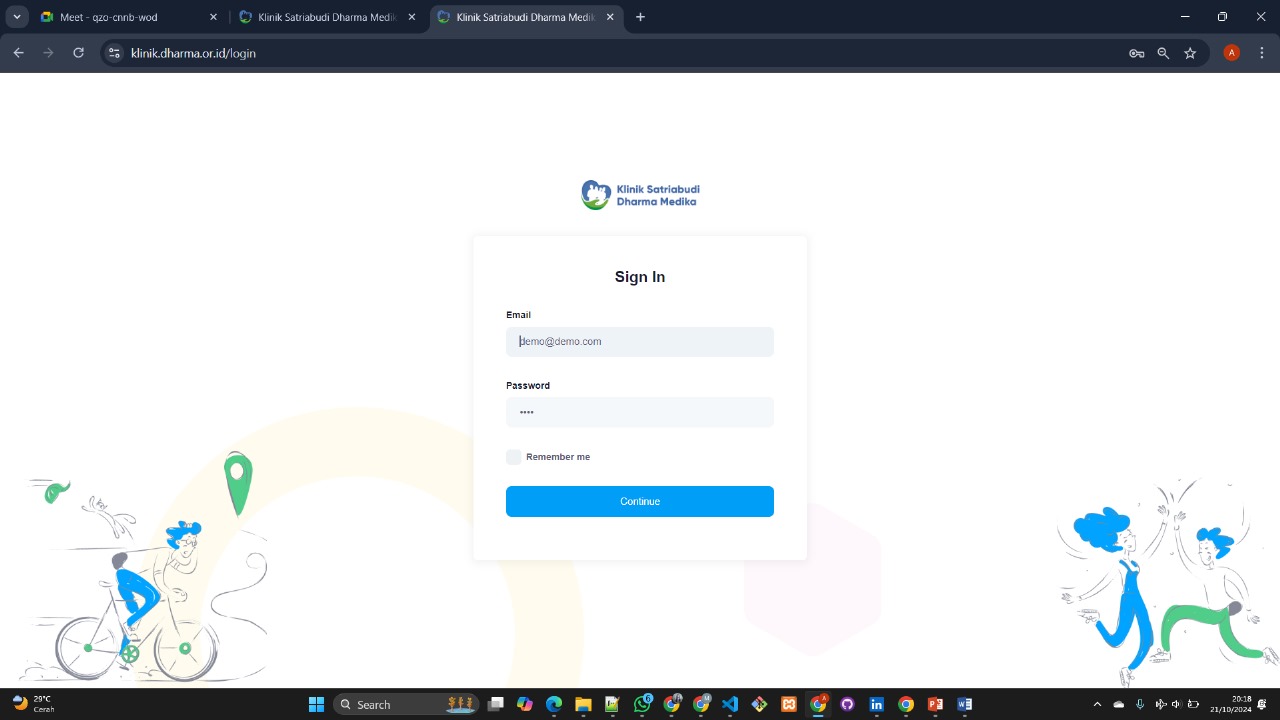 Meet - qzo-cnnb-wod
Klinik Satriabudi Dharma Medik
Klinik Satriabudi Dharma Medik
klinik.dharma.or.id/login
A
Klinik Satriabudi
Dharma Medika
Sign In
Email
demo@demo.com
Password
Remember me
Continue
29°C
Cerah
Search
6
A
20:18
21/10/2024